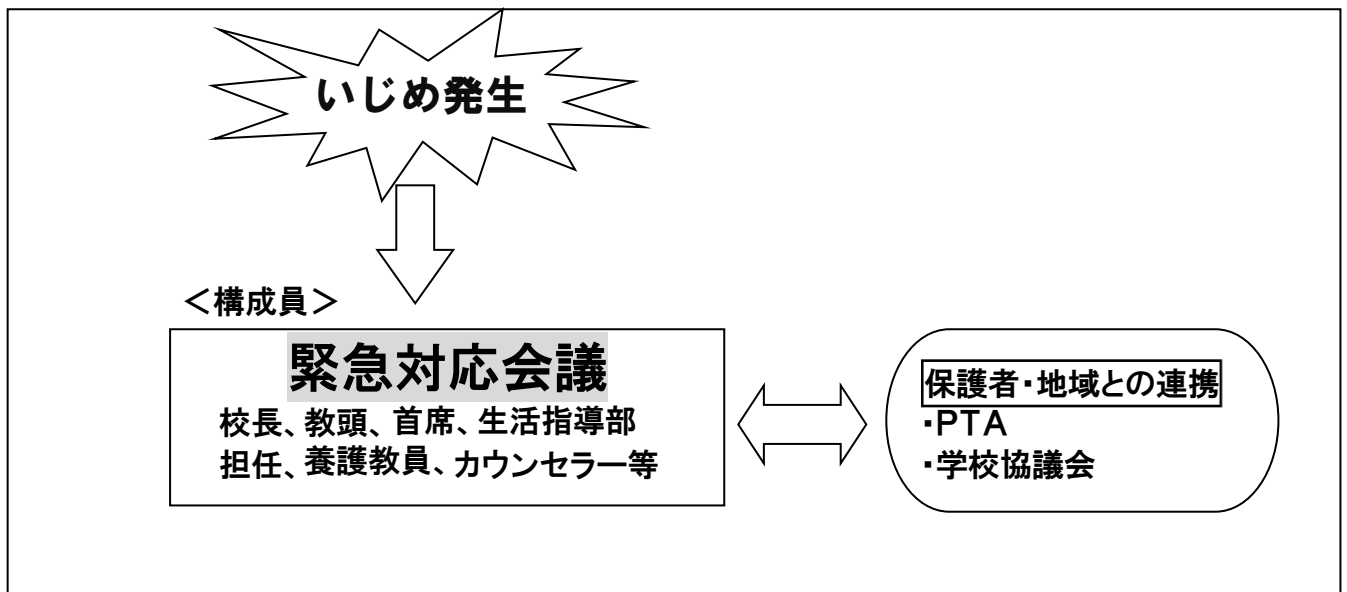 いじめ発生
＜構成員＞
緊急対応会議
校長、教頭、首席、生活指導部
担任、養護教員、カウンセラー等
保護者・地域との連携
・PTA
・学校協議会